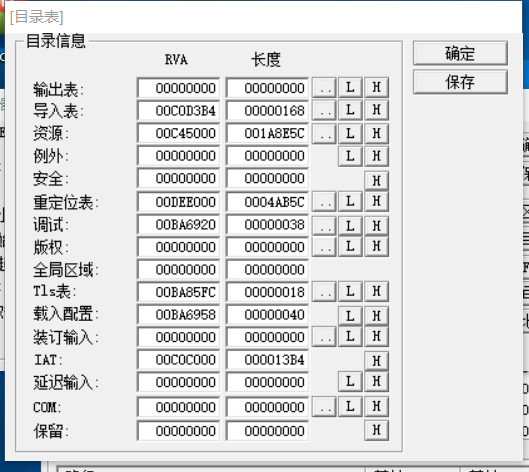 [目录表]
目录信息
RVA 长度
确定
保存
输出表: 00000000 00000000 .. L H
导入表: 00C0D3B4 00000168 .. L H
资源: 00C45000 001A8E5C .. L H
例外: 00000000 00000000 L H
安全: 00000000 00000000 H
重定位表: 00DEE000 0004AB5C .. L H
调试: 00BA6920 00000038 .. L H
版权: 00000000 00000000 .. L H
全局区域: 00000000 00000000
Tls表: 00BA85FC 00000018 .. L H
载入配置: 00BA6958 00000040 L H
装订输入: 00000000 00000000 .. L H
IAT: 00C0C000 000013B4 H
延迟输入: 00000000 00000000 L H
COM: 00000000 00000000 .. L H
保留: 00000000 00000000 H